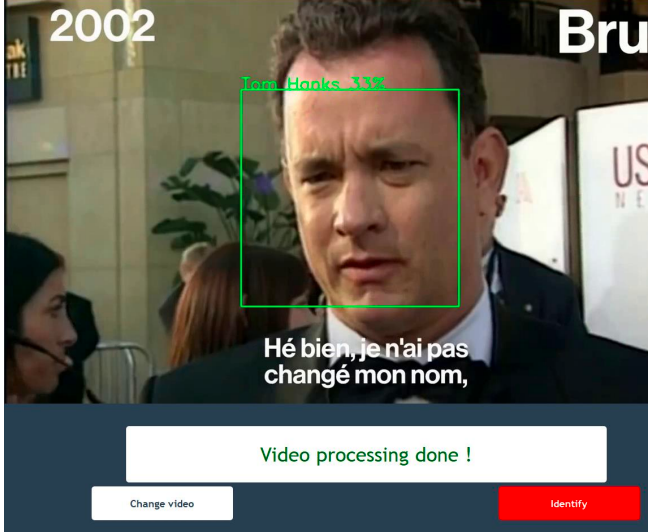 2002
Bru
ak
TRE
Tom Hanks 33%
US
N E
Hé bien, je n'ai pas
changé mon nom,
Video processing done !
Change video
Identify